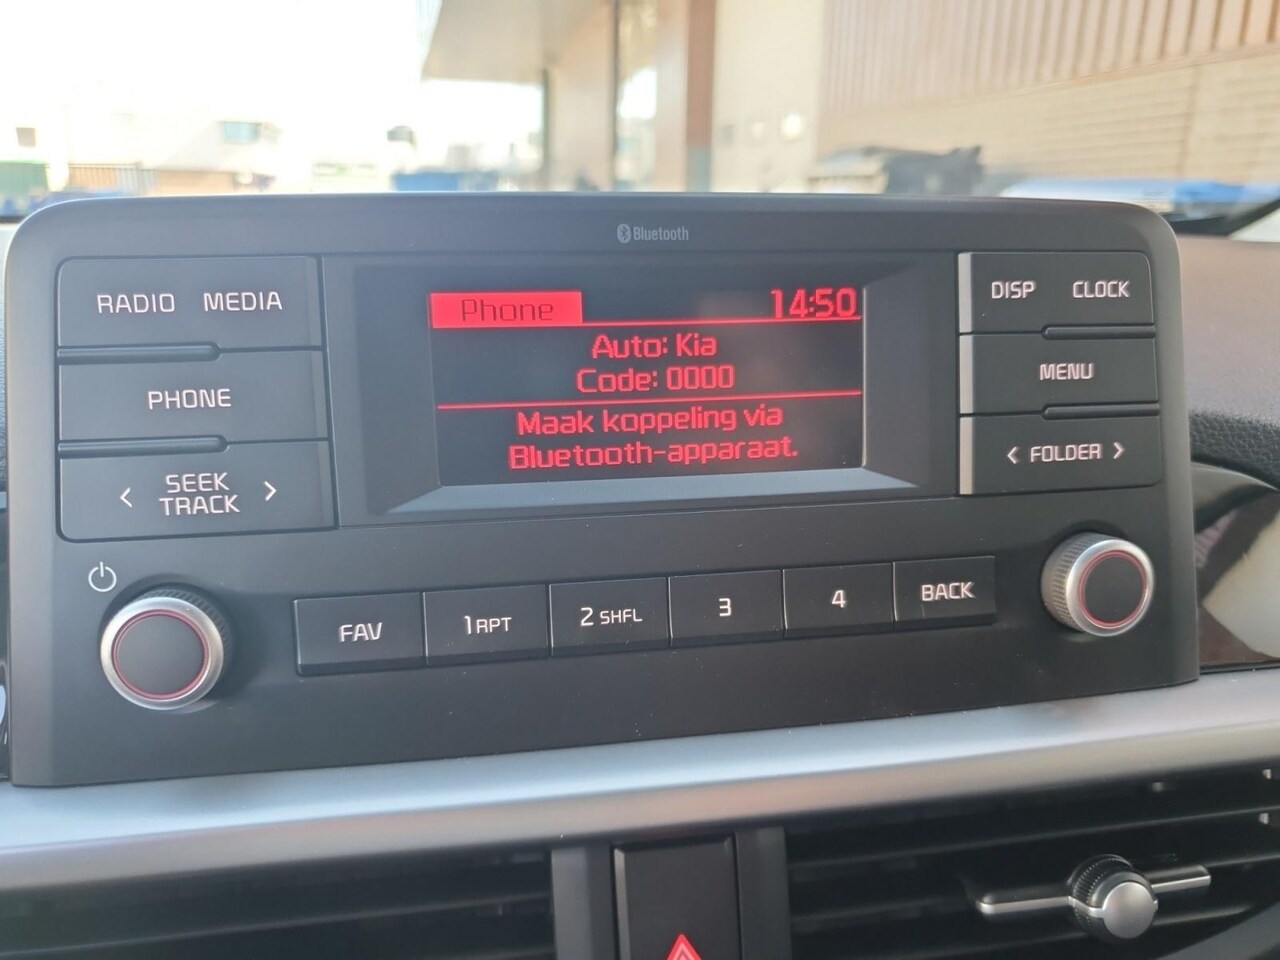 Bluetooth
RADIO MEDIA
PHONE
< SEEK TRACK >
Phone 14:50
Auto: Kia
Code: 0000
Maak koppeling via
Bluetooth-apparaat.
DISP CLOCK
MENU
< FOLDER >
FAV 1 RPT 2 SHFL 3 4 BACK